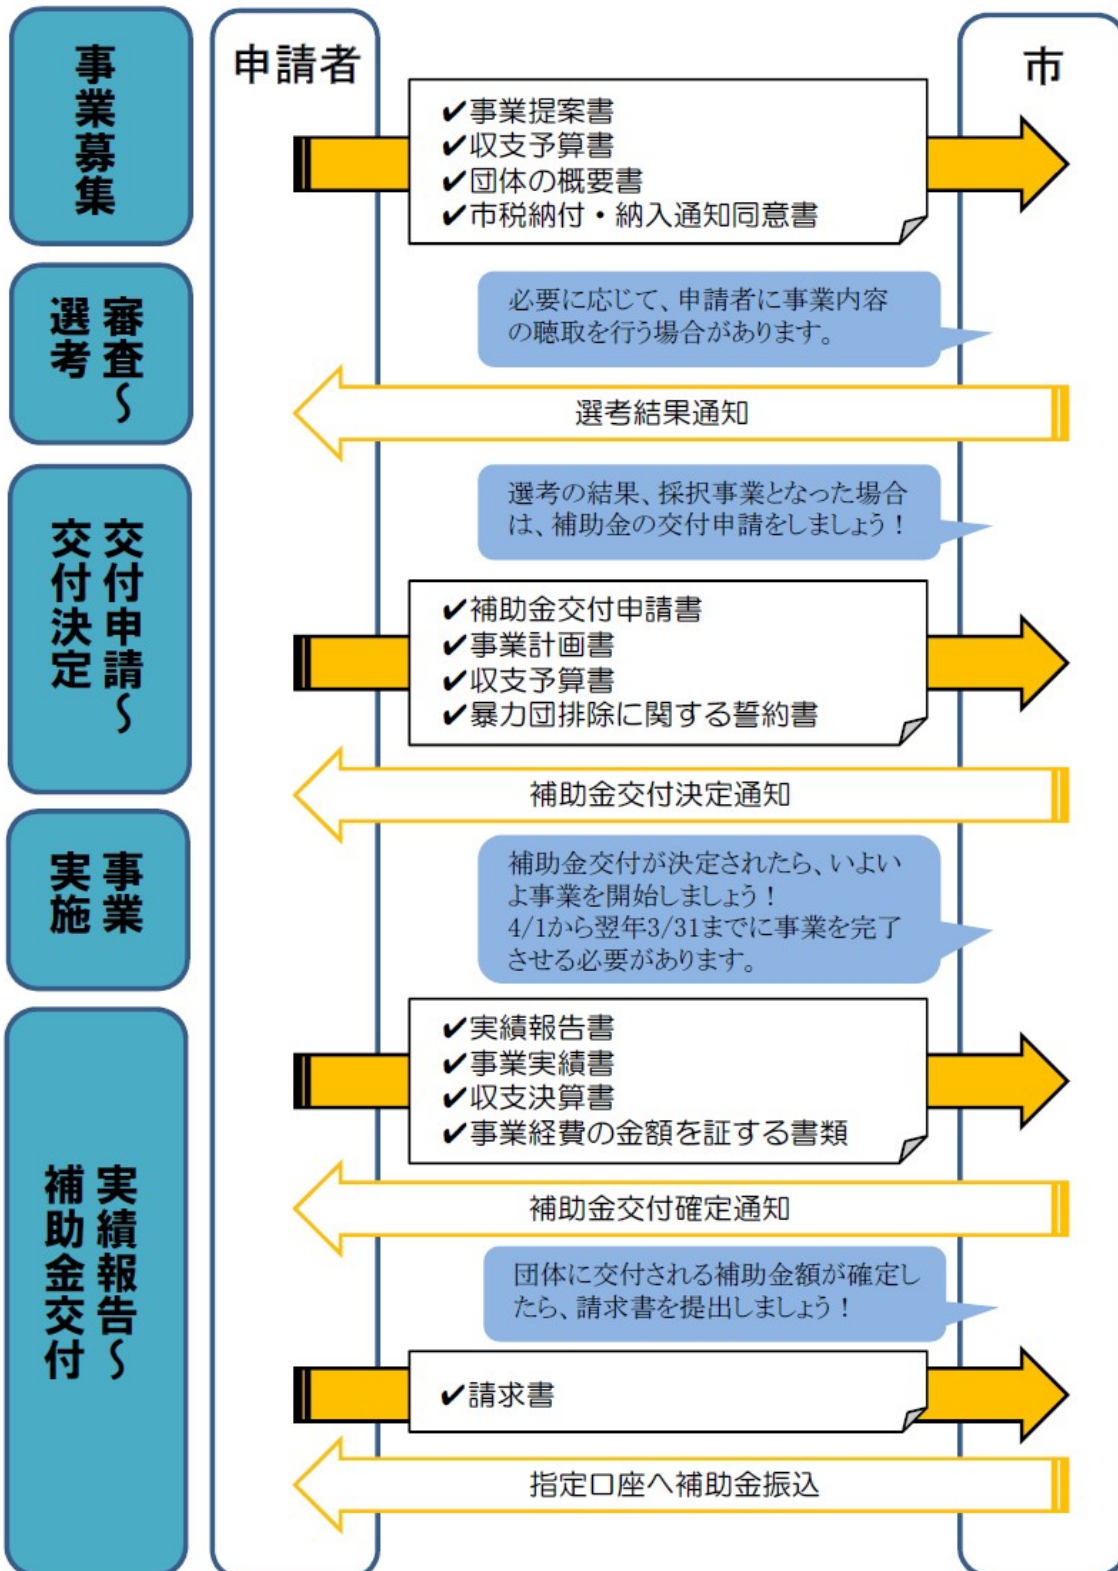 申請者
市
事業募集
✔事業提案書
✔収支予算書
✔団体の概要書
✔市税納付・納入通知同意書
審査～
選考
必要に応じて、申請者に事業内容
の聴取を行う場合があります。
選考結果通知
交付申請～
交付決定
選考の結果、採択事業となった場合
は、補助金の交付申請をしましょう！
✔補助金交付申請書
✔事業計画書
✔収支予算書
✔暴力団排除に関する誓約書
補助金交付決定通知
事業
実施
補助金交付が決定されたら、いよい
よ事業を開始しましょう！
4/1から翌年3/31までに事業を完了
させる必要があります。
実績報告～
補助金交付
✔実績報告書
✔事業実績書
✔収支決算書
✔事業経費の金額を証する書類
補助金交付確定通知
団体に交付される補助金額が確定し
たら、請求書を提出しましょう！
✔請求書
指定口座へ補助金振込